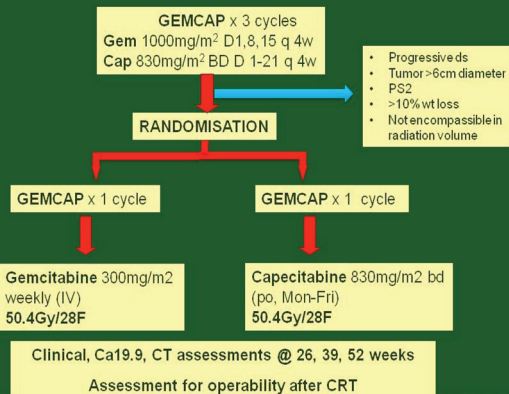 GEMCAP x 3 cycles
Gem 1000mg/m² D1,8,15 q 4w
Cap 830mg/m² BD D 1-21 q 4w
• Progressive ds
• Tumor >6cm diameter
• PS2
• >10% wt loss
• Not encompassible in
radiation volume
RANDOMISATION
GEMCAP x 1 cycle
GEMCAP x 1 cycle
Gemcitabine 300mg/m2
weekly (IV)
50.4Gy/28F
Capecitabine 830mg/m2 bd
(po, Mon-Fri)
50.4Gy/28F
Clinical, Ca19.9, CT assessments @ 26, 39, 52 weeks
Assessment for operability after CRT